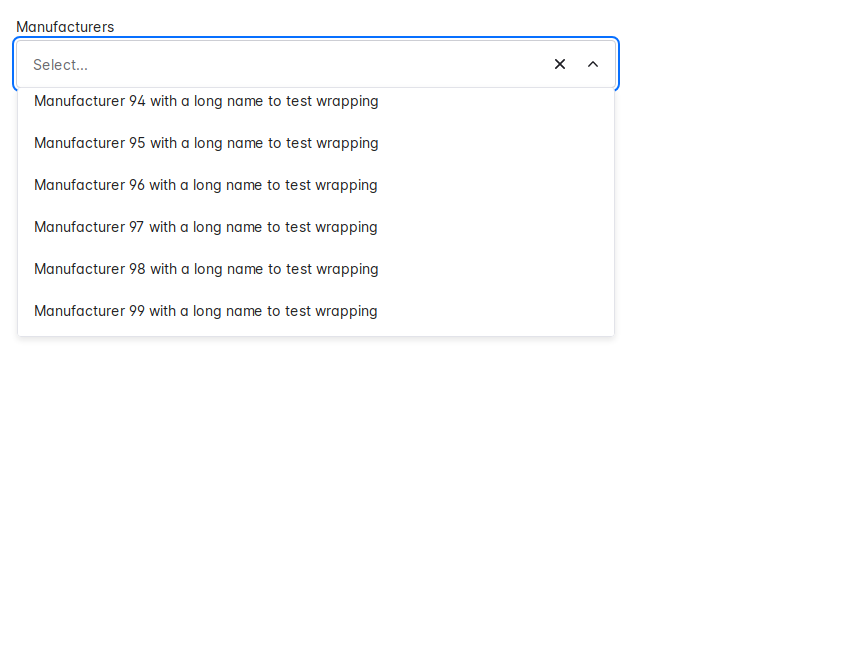 Manufacturers
Select...
Manufacturer 94 with a long name to test wrapping
Manufacturer 95 with a long name to test wrapping
Manufacturer 96 with a long name to test wrapping
Manufacturer 97 with a long name to test wrapping
Manufacturer 98 with a long name to test wrapping
Manufacturer 99 with a long name to test wrapping